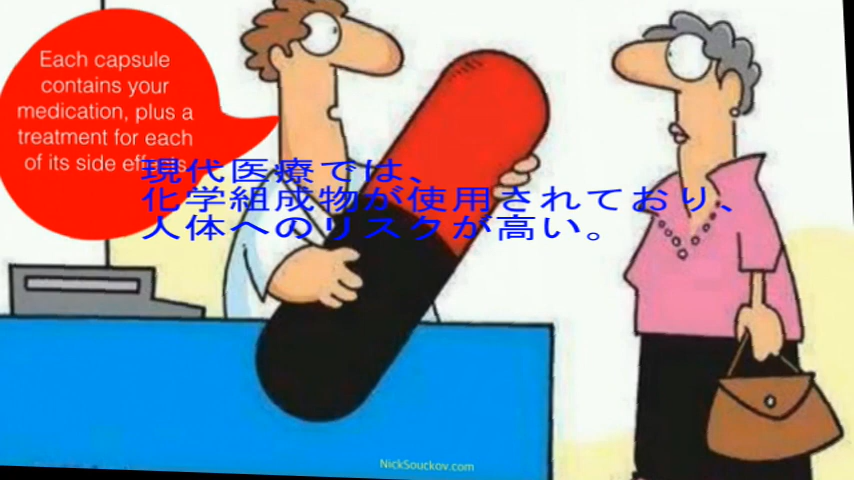 Each capsule
contains your
medication, plus a
treatment for each
of its side effects.
現代医療では、
化学組成物が使用されており、
人体へのリスクが高い。
NickSouckov.com